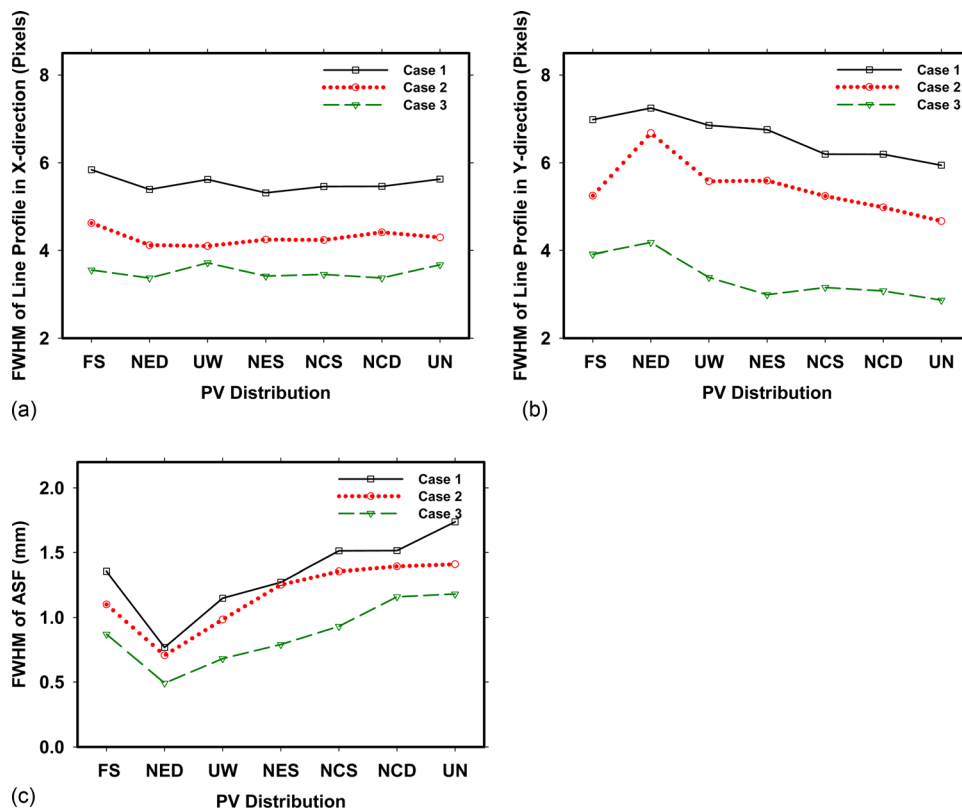 FWHM of Line Profile in X-direction (Pixels)
8
6
4
2
Case 1
Case 2
Case 3
FS NED UW NES NCS NCD UN
PV Distribution
(a)
FWHM of Line Profile in Y-direction (Pixels)
8
6
4
2
Case 1
Case 2
Case 3
FS NED UW NES NCS NCD UN
PV Distribution
(b)
FWHM of ASF (mm)
2.0
1.5
1.0
0.5
0.0
Case 1
Case 2
Case 3
FS NED UW NES NCS NCD UN
PV Distribution
(c)